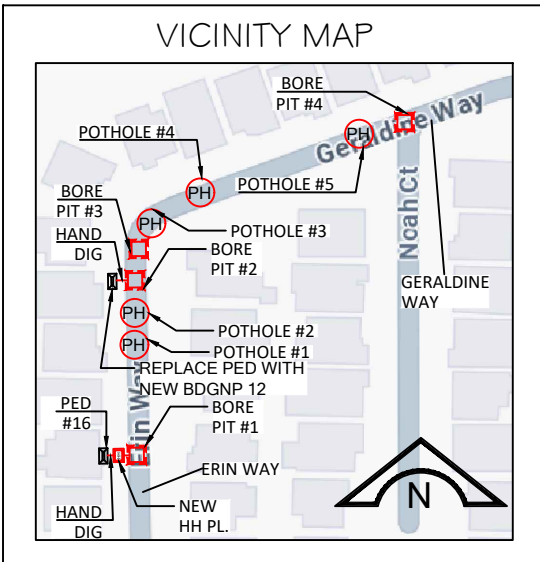 VICINITY MAP
BORE
PIT #4
POTHOLE #4
PH
Geraldine Way
PH
POTHOLE #5
BORE
PIT #3
PH
POTHOLE #3
Noah Ct
HAND
DIG
BORE
PIT #2
GERALDINE
WAY
PH
POTHOLE #2
PH
POTHOLE #1
REPLACE PED WITH
NEW BDGNP 12
Erin Way
PED
#16
BORE
PIT #1
ERIN WAY
HAND
DIG
NEW
HH PL.
N